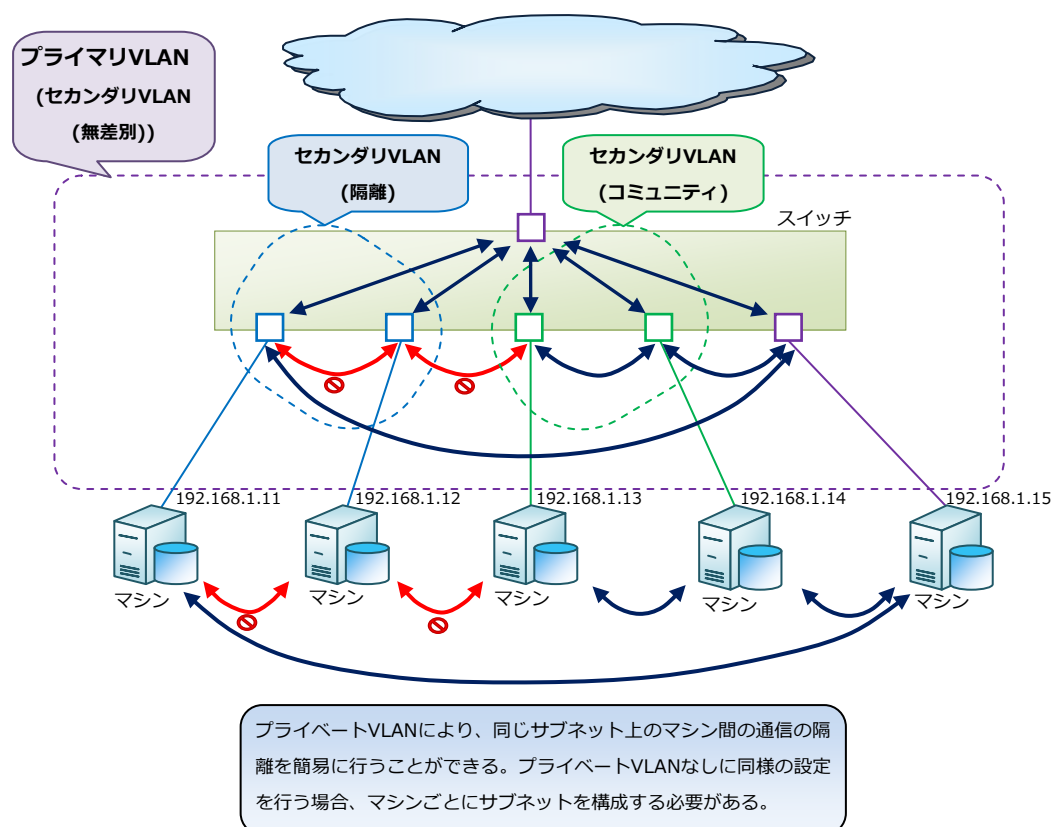 プライマリVLAN
(セカンダリVLAN
(無差別))
セカンダリVLAN
(隔離)
セカンダリVLAN
(コミュニティ)
スイッチ
192.168.1.11
192.168.1.12
192.168.1.13
192.168.1.14
192.168.1.15
マシン
マシン
マシン
マシン
マシン
プライベートVLANにより、同じサブネット上のマシン間の通信の隔
離を簡易に行うことができる。プライベートVLANなしに同様の設定
を行う場合、マシンごとにサブネットを構成する必要がある。